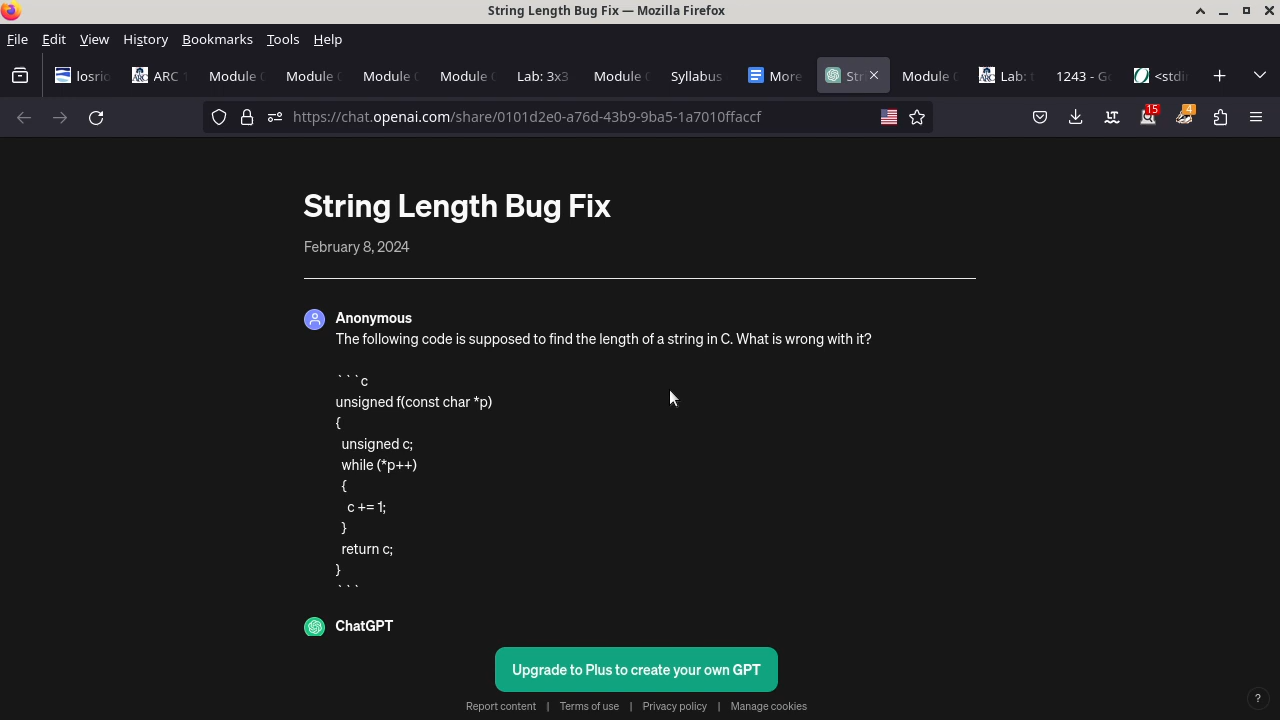 String Length Bug Fix — Mozilla Firefox
File Edit View History Bookmarks Tools Help
losrio ARC Module Module Module Module Lab: 3x3 Module Syllabus More Str Module Lab: 1243 - Go <stdi
https://chat.openai.com/share/0101d2e0-a76d-43b9-9ba5-1a7010ffaccf 15 4
String Length Bug Fix
February 8, 2024
Anonymous
The following code is supposed to find the length of a string in C. What is wrong with it?
```c
unsigned f(const char *p)
{
unsigned c;
while (*p++)
{
c += 1;
}
return c;
}
```
ChatGPT
Upgrade to Plus to create your own GPT
Report content | Terms of use | Privacy policy | Manage cookies
?